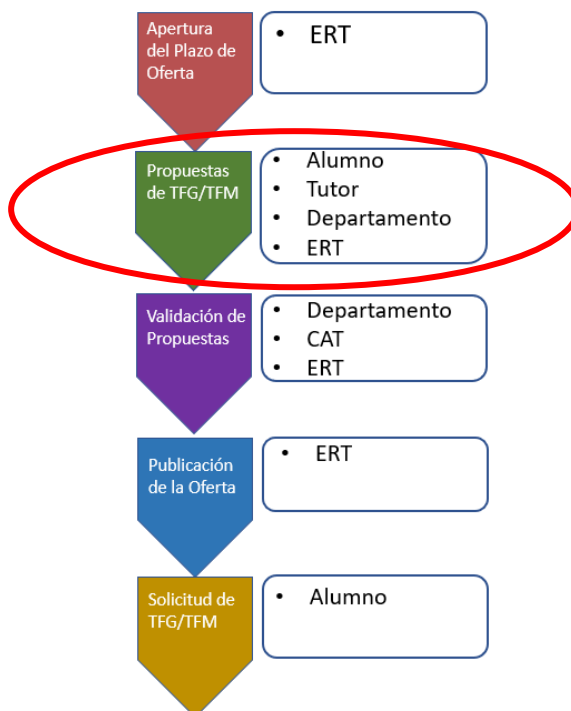 Apertura
del Plazo de
Oferta
• ERT
Propuestas
de TFG/TFM
• Alumno
• Tutor
• Departamento
• ERT
Validación de
Propuestas
• Departamento
• CAT
• ERT
Publicación
de la Oferta
• ERT
Solicitud de
TFG/TFM
• Alumno